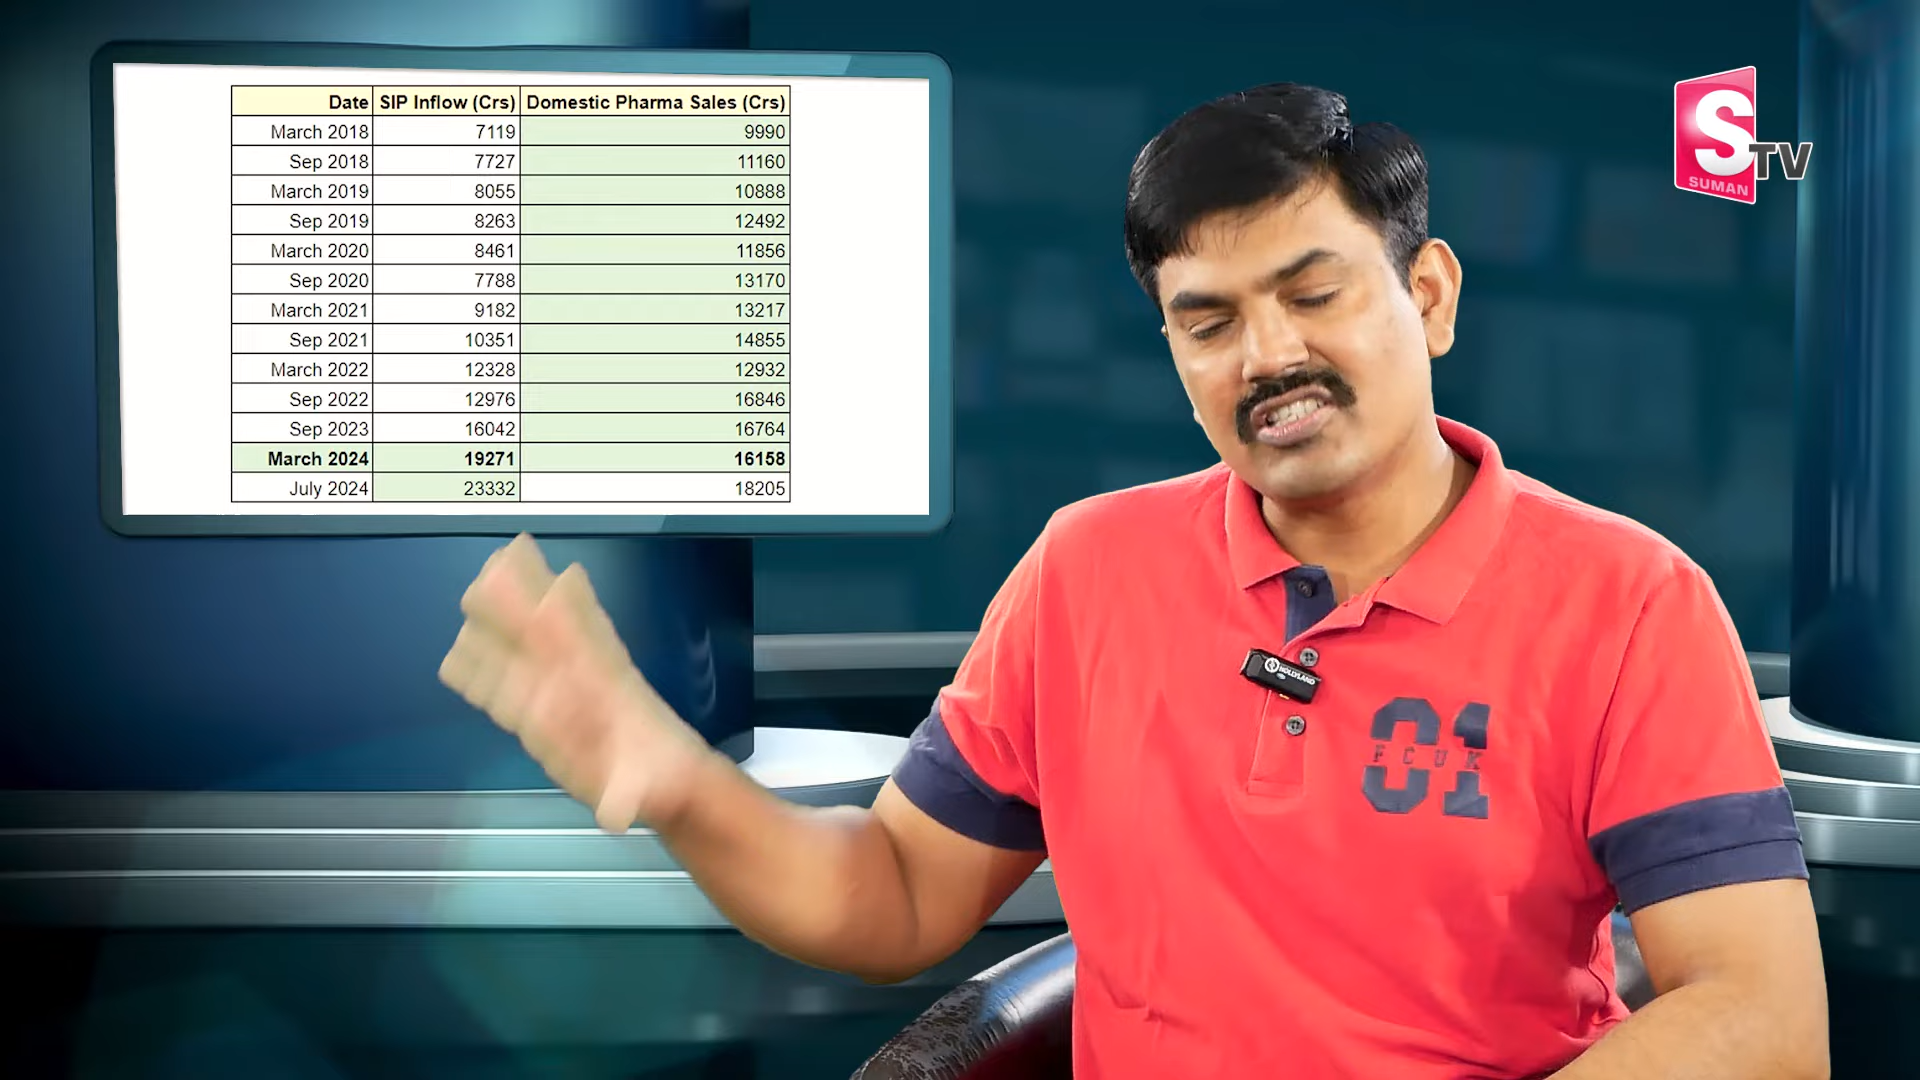 Date SIP Inflow (Crs) Domestic Pharma Sales (Crs)
March 2018 7119 9990
Sep 2018 7727 11160
March 2019 8055 10888
Sep 2019 8263 12492
March 2020 8461 11856
Sep 2020 7788 13170
March 2021 9182 13217
Sep 2021 10351 14855
March 2022 12328 12932
Sep 2022 12976 16846
Sep 2023 16042 16764
March 2024 19271 16158
July 2024 23332 18205
S TV
SUMAN
HOLLYLAND
01
FCUK